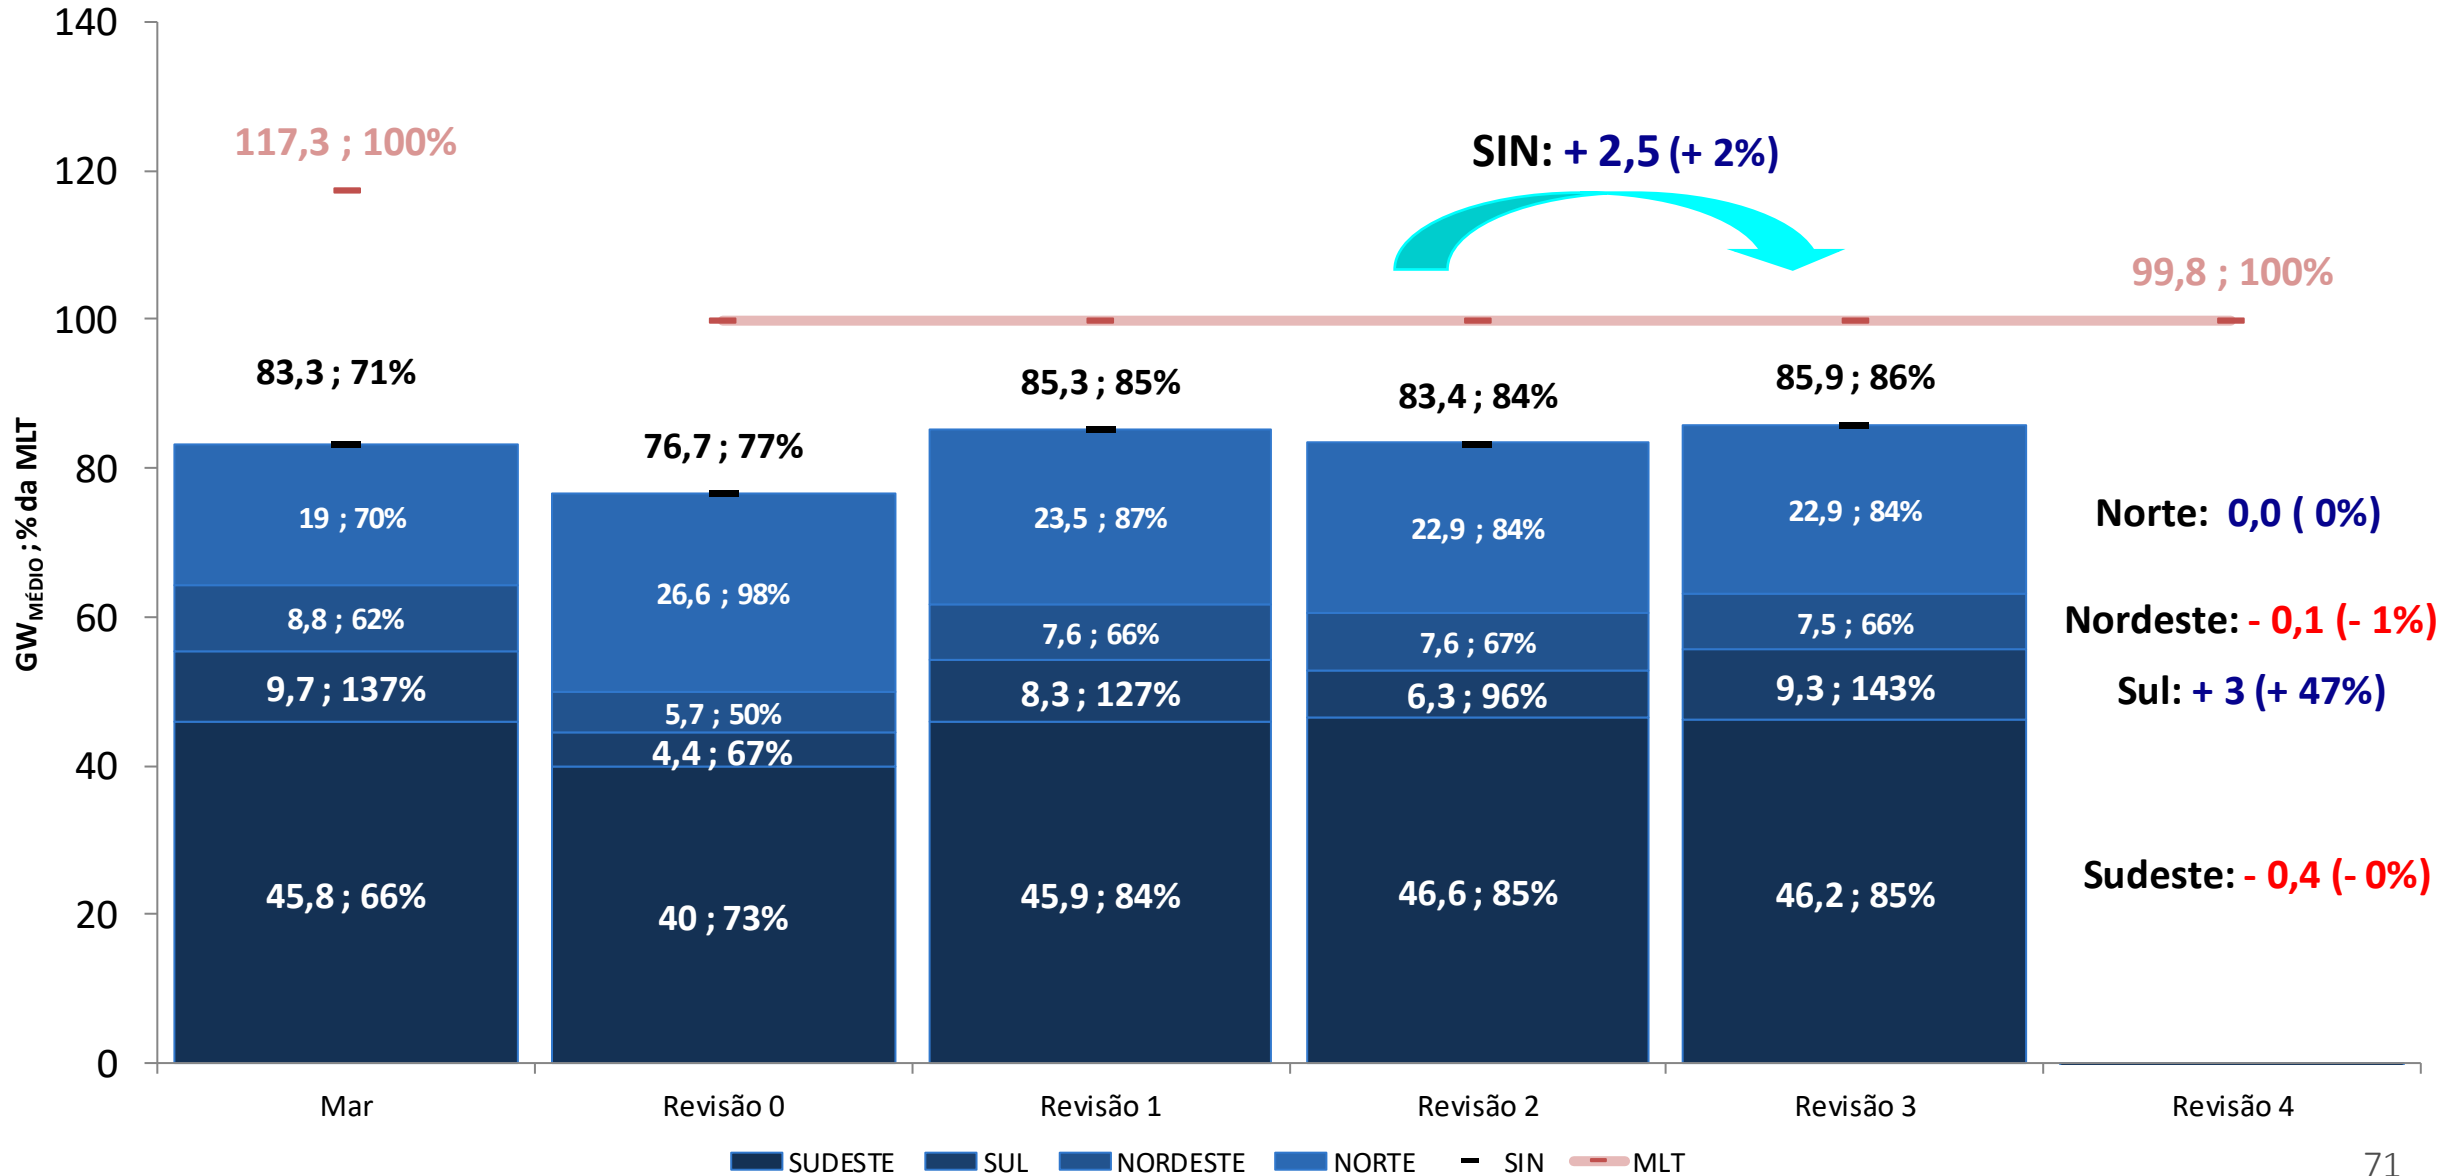 140
120
100
80
60
40
20
0
GWMÉDIO ; % da MLT
117,3 ; 100%
SIN: + 2,5 (+ 2%)
99,8 ; 100%
83,3 ; 71%
76,7 ; 77%
85,3 ; 85%
83,4 ; 84%
85,9 ; 86%
19 ; 70%
26,6 ; 98%
23,5 ; 87%
22,9 ; 84%
22,9 ; 84%
Norte: 0,0 ( 0%)
8,8 ; 62%
5,7 ; 50%
7,6 ; 66%
7,6 ; 67%
7,5 ; 66%
Nordeste: - 0,1 (- 1%)
9,7 ; 137%
4,4 ; 67%
8,3 ; 127%
6,3 ; 96%
9,3 ; 143%
Sul: + 3 (+ 47%)
45,8 ; 66%
40 ; 73%
45,9 ; 84%
46,6 ; 85%
46,2 ; 85%
Sudeste: - 0,4 (- 0%)
Mar
Revisão 0
Revisão 1
Revisão 2
Revisão 3
Revisão 4
SUDESTE
SUL
NORDESTE
NORTE
SIN
MLT
71